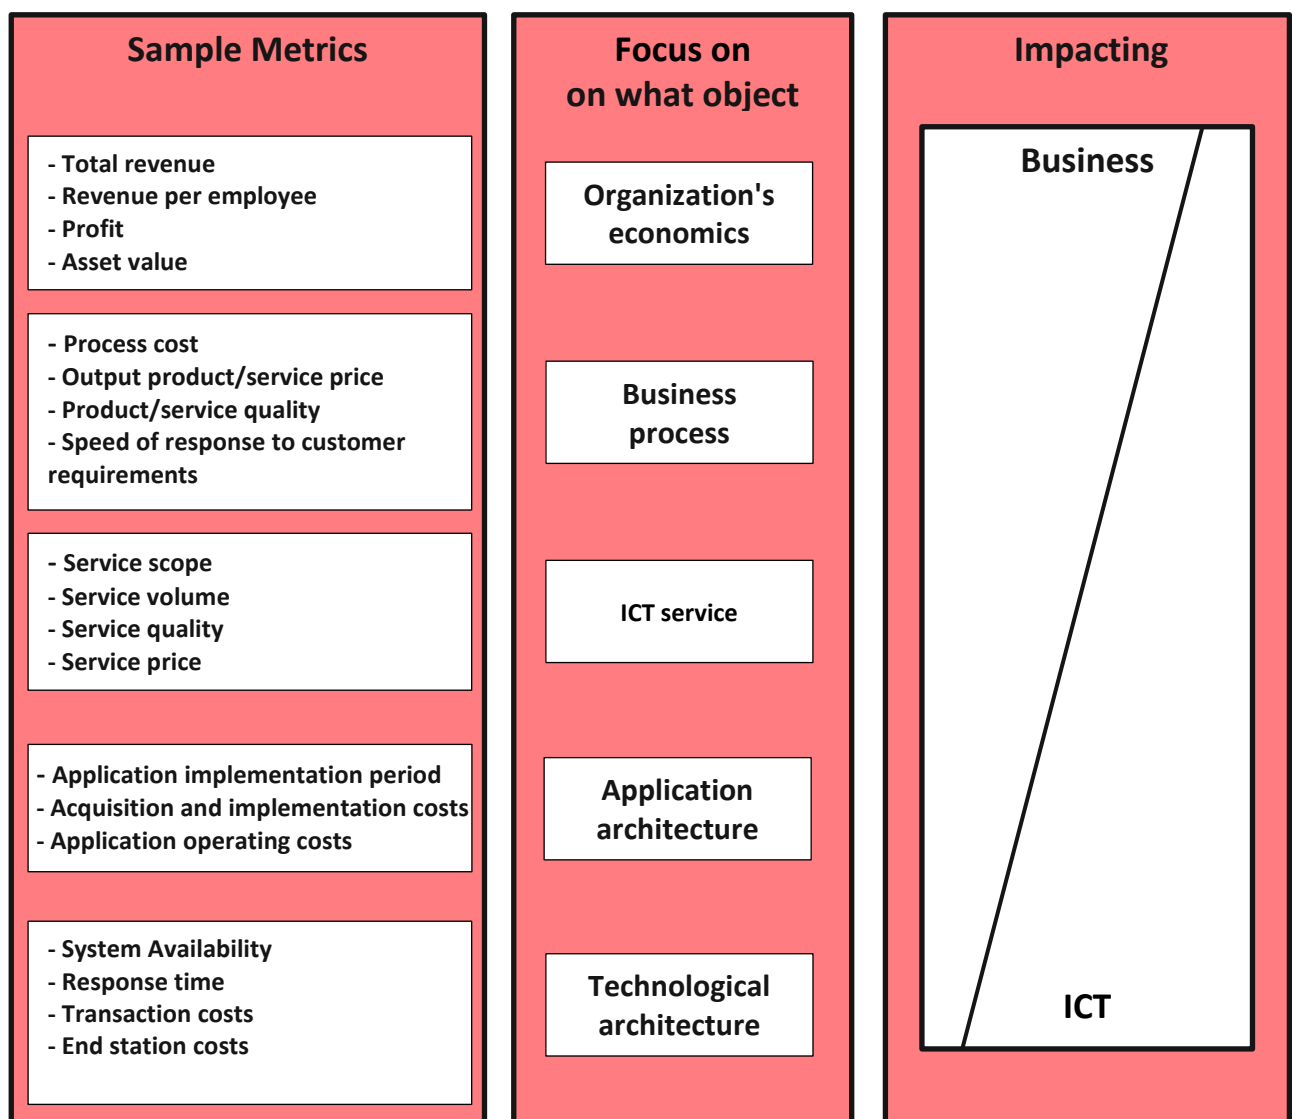 Sample Metrics
- Total revenue
- Revenue per employee
- Profit
- Asset value
- Process cost
- Output product/service price
- Product/service quality
- Speed of response to customer
requirements
- Service scope
- Service volume
- Service quality
- Service price
- Application implementation period
- Acquisition and implementation costs
- Application operating costs
- System Availability
- Response time
- Transaction costs
- End station costs
Focus on
on what object
Organization's
economics
Business
process
ICT service
Application
architecture
Technological
architecture
Impacting
Business
ICT